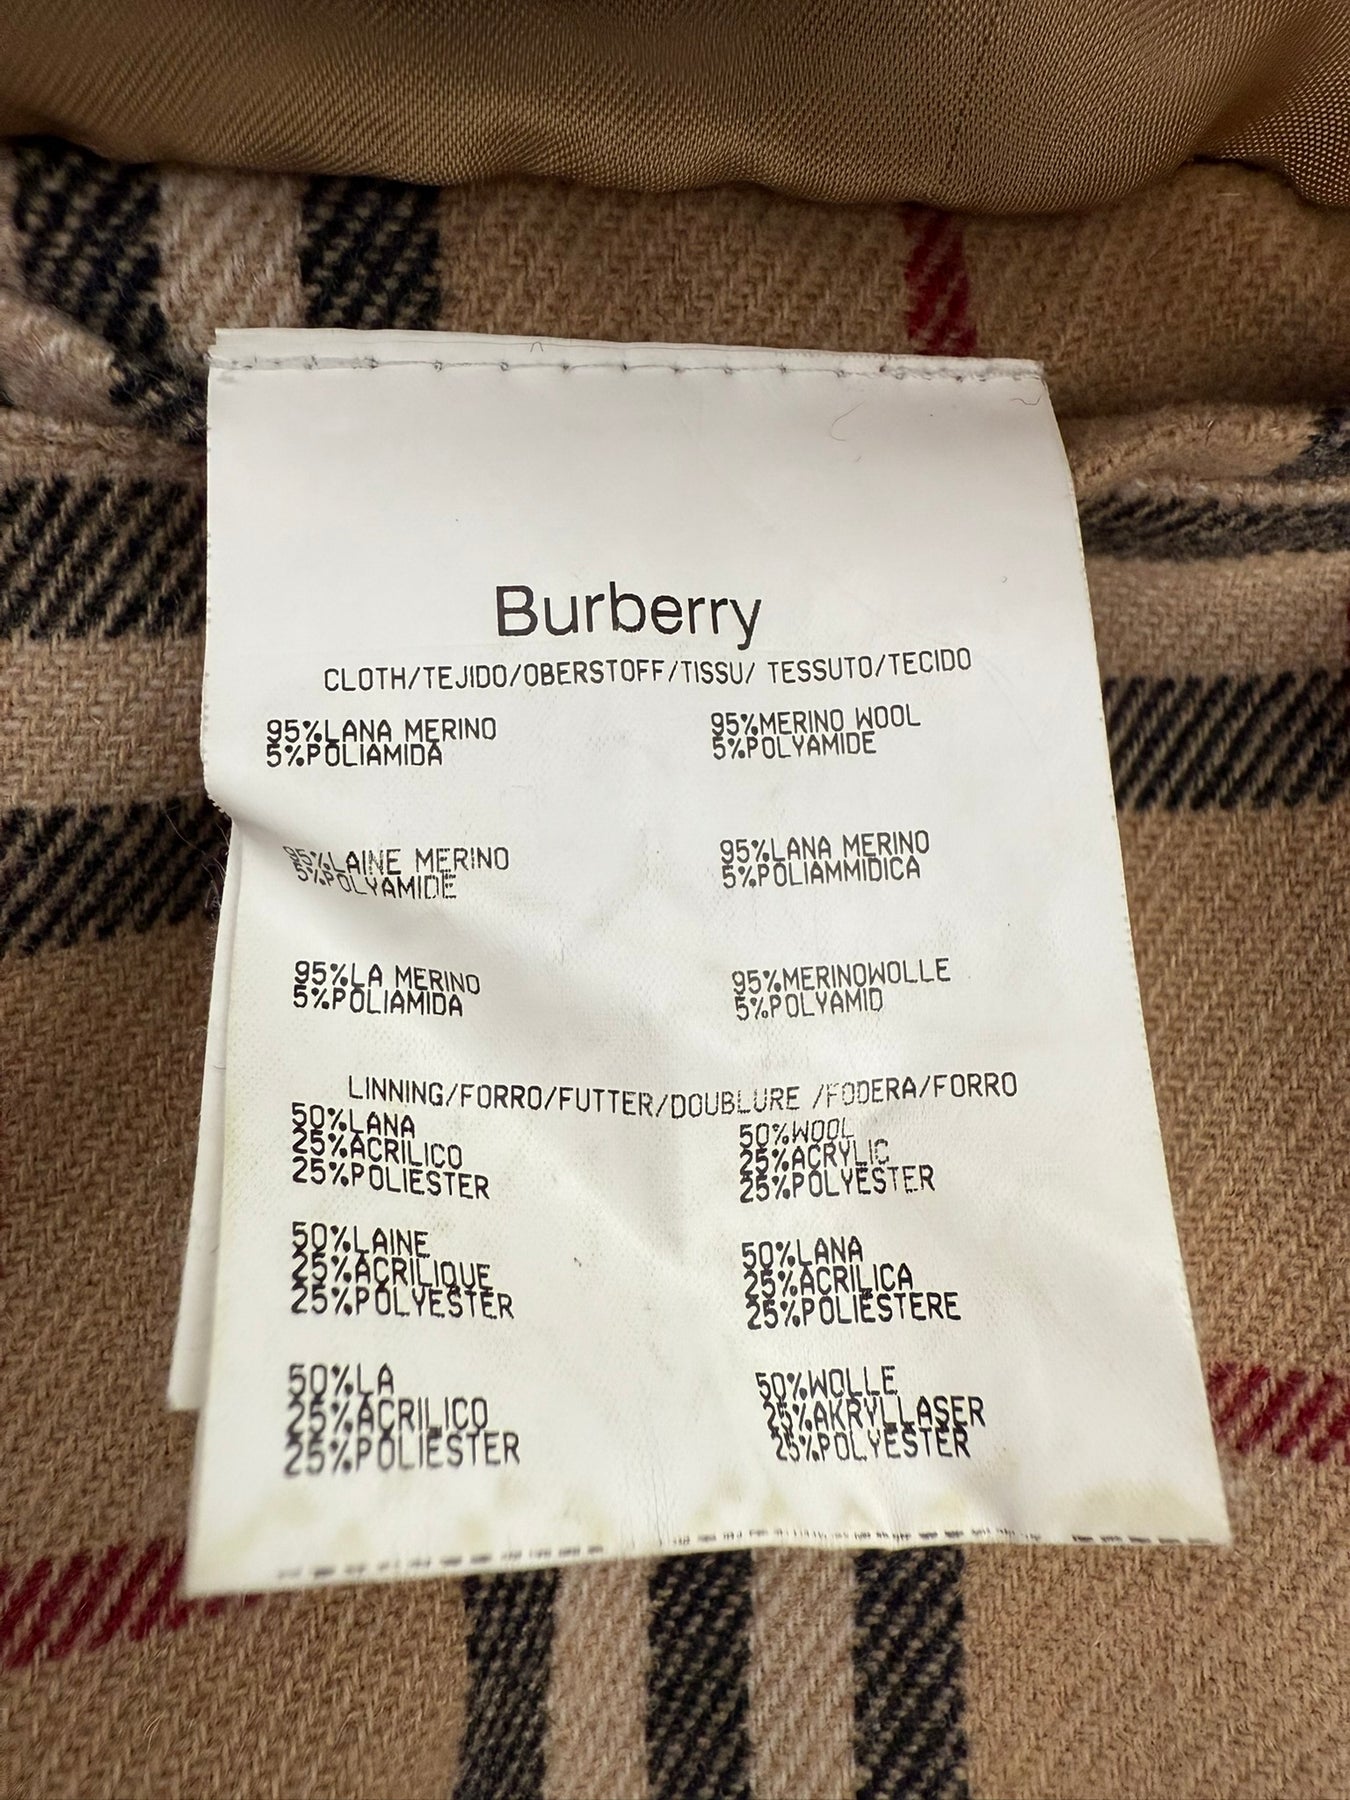 Burberry
CLOTH/TEJIDO/OBERSTOFF/TISSU/ TESSUTO/TECIDO
95%LANA MERINO
5%POLIAMIDA
95%MERINO WOOL
5%POLYAMIDE
95%LAINE MERINO
5%POLYAMIDE
95%LANA MERINO
5%POLIAMMIDICA
95%LA MERINO
5%POLIAMIDA
95%MERINOWOLLE
5%POLYAMID
LINNING/FORRO/FUTTER/DOUBLURE /FODERA/FORRO
50%LANA
25%ACRILICO
25%POLIESTER
50%WOOL
25%ACRYLIC
25%POLYESTER
50%LAINE
25%ACRILIQUE
25%POLYESTER
50%LANA
25%ACRILICA
25%POLIESTERE
50%LA
25%ACRILICO
25%POLIESTER
50%WOLLE
25%AKRYLLASER
25%POLYESTER